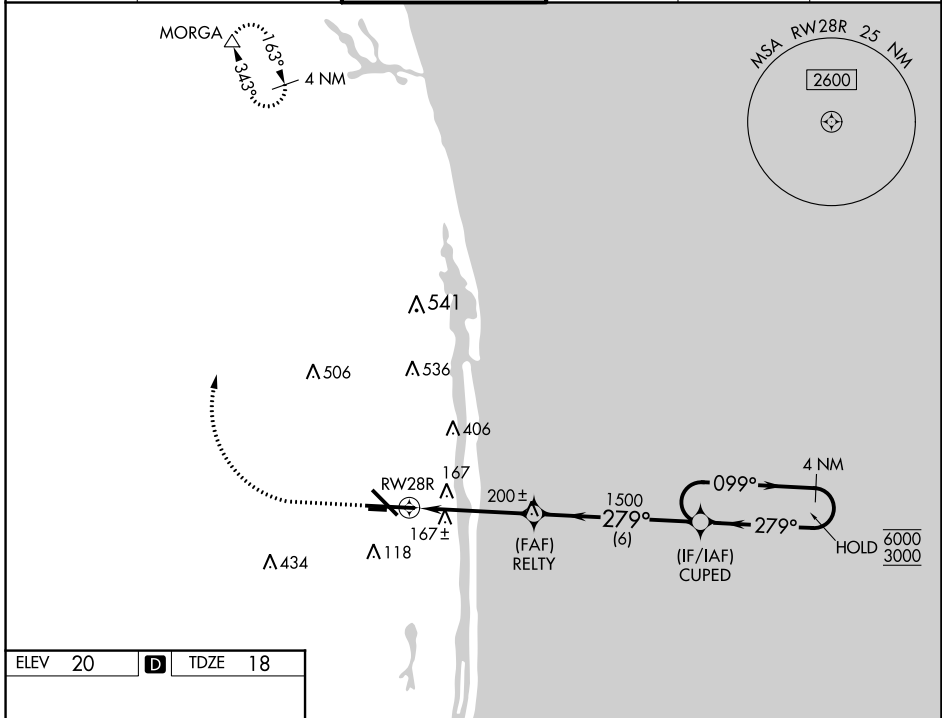 MORGA
163°
343°
4 NM
MSA RW28R 25 NM
2600
541
506
536
406
167
RW28R
200±
1500
279°
(6)
167±
(FAF)
RELTY
099°
4 NM
279°
(IF/IAF)
CUPED
HOLD
6000
3000
434
118
ELEV 20
D
TDZE 18